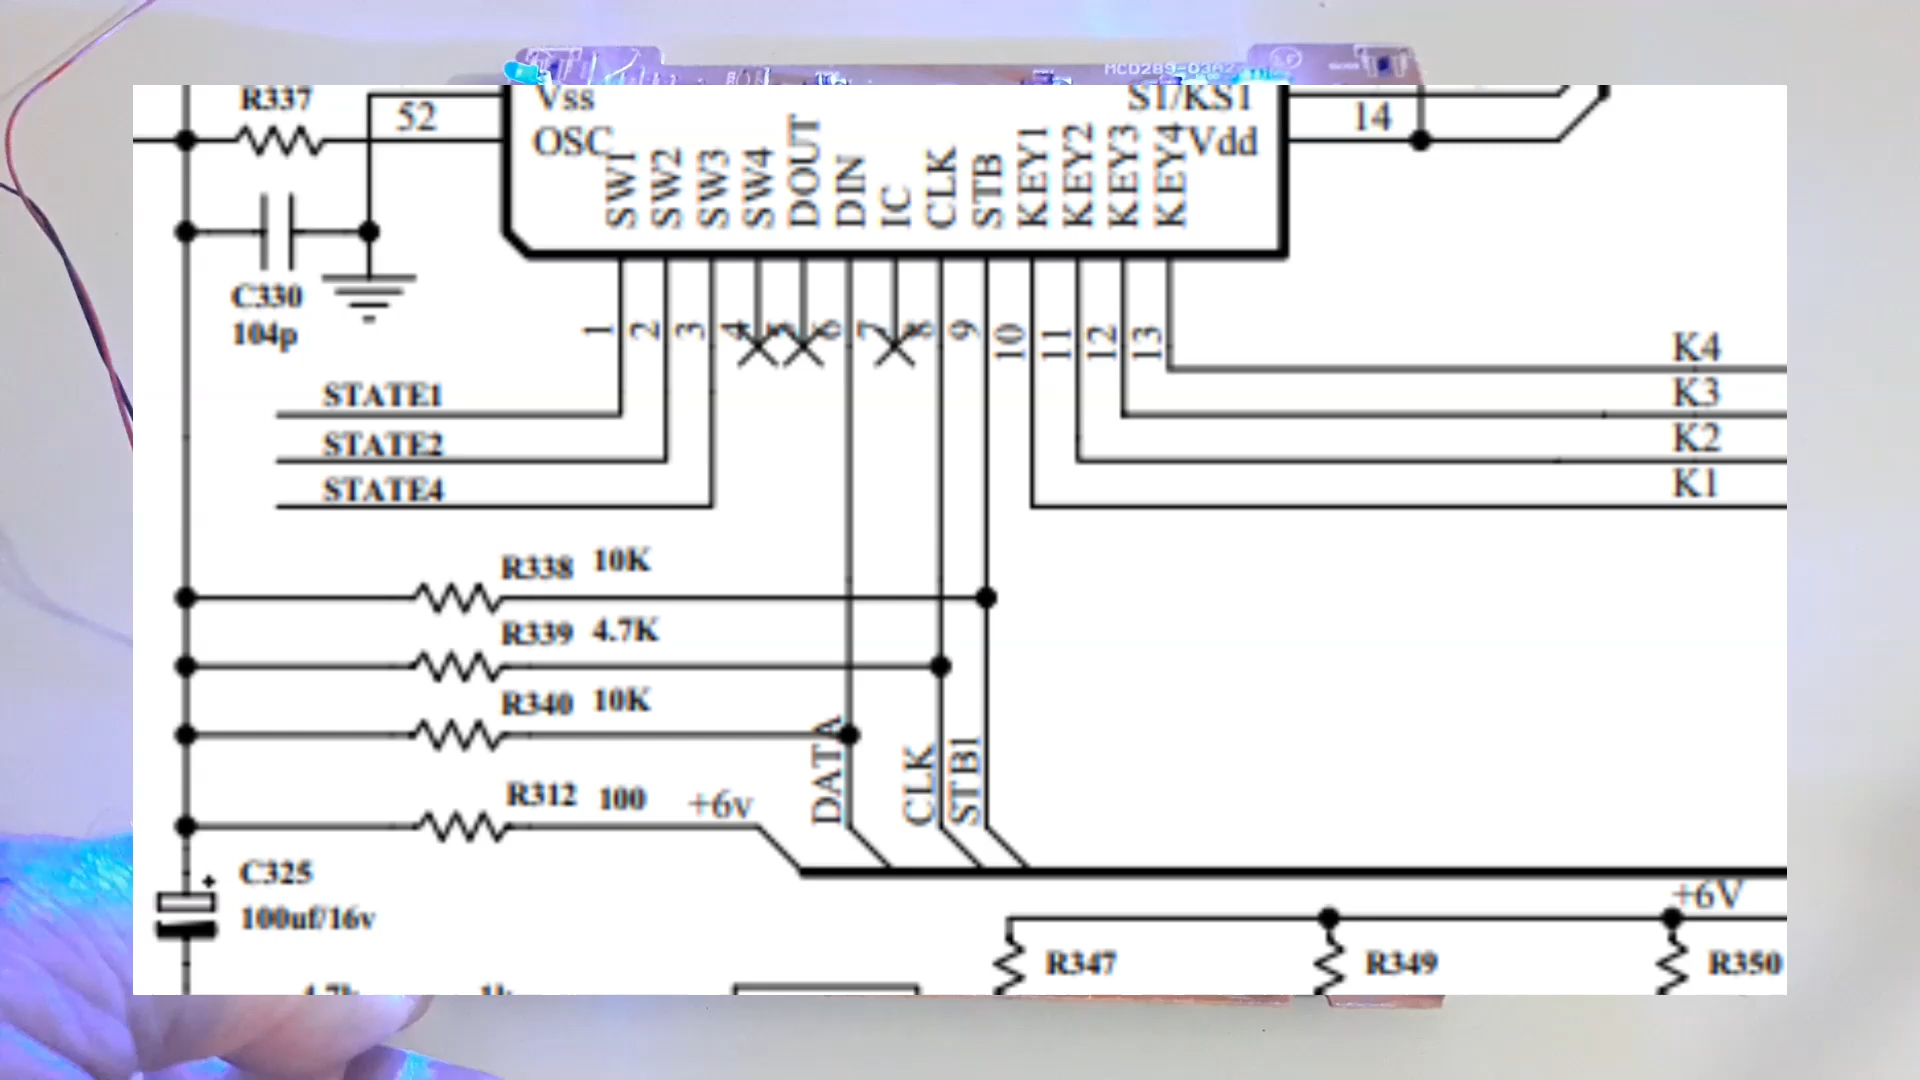 MCD289-03A2
R337
52
Vss
OSC
S1/KS1
Vdd
14
SW1
SW2
SW3
SW4
DOUT
DIN
IC
CLK
STB
KEY1
KEY2
KEY3
KEY4
C330
104p
1
2
3
4
5
6
7
8
9
10
11
12
13
K4
K3
K2
K1
STATE1
STATE2
STATE4
R338 10K
R339 4.7K
R340 10K
R312 100 +6v
DATA
CLK
STB1
C325
100uf/16v
+6V
R347
R349
R350